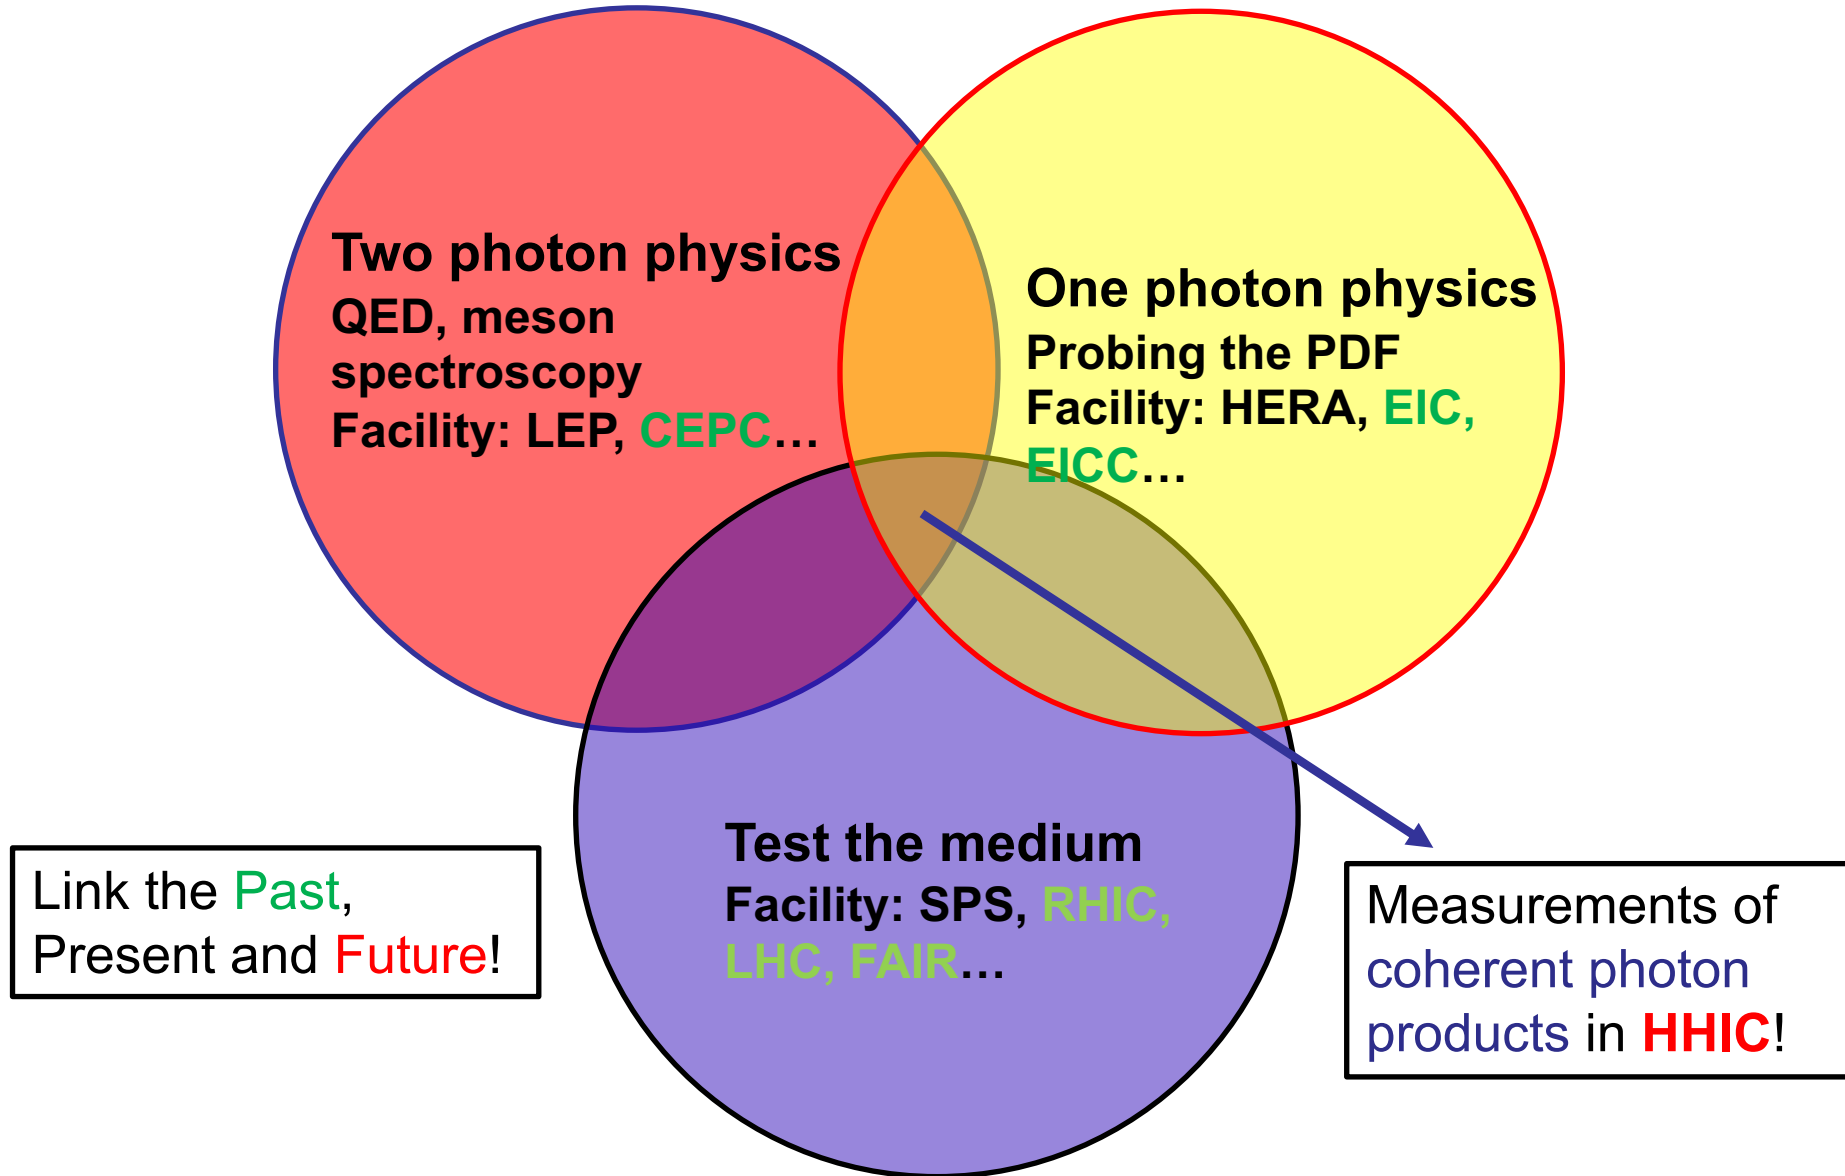 Two photon physics
QED, meson
spectroscopy
Facility: LEP, CEPC...
One photon physics
Probing the PDF
Facility: HERA, EIC,
EICC...
Test the medium
Facility: SPS, RHIC,
LHC, FAIR...
Link the Past,
Present and Future!
Measurements of
coherent photon
products in HHIC!